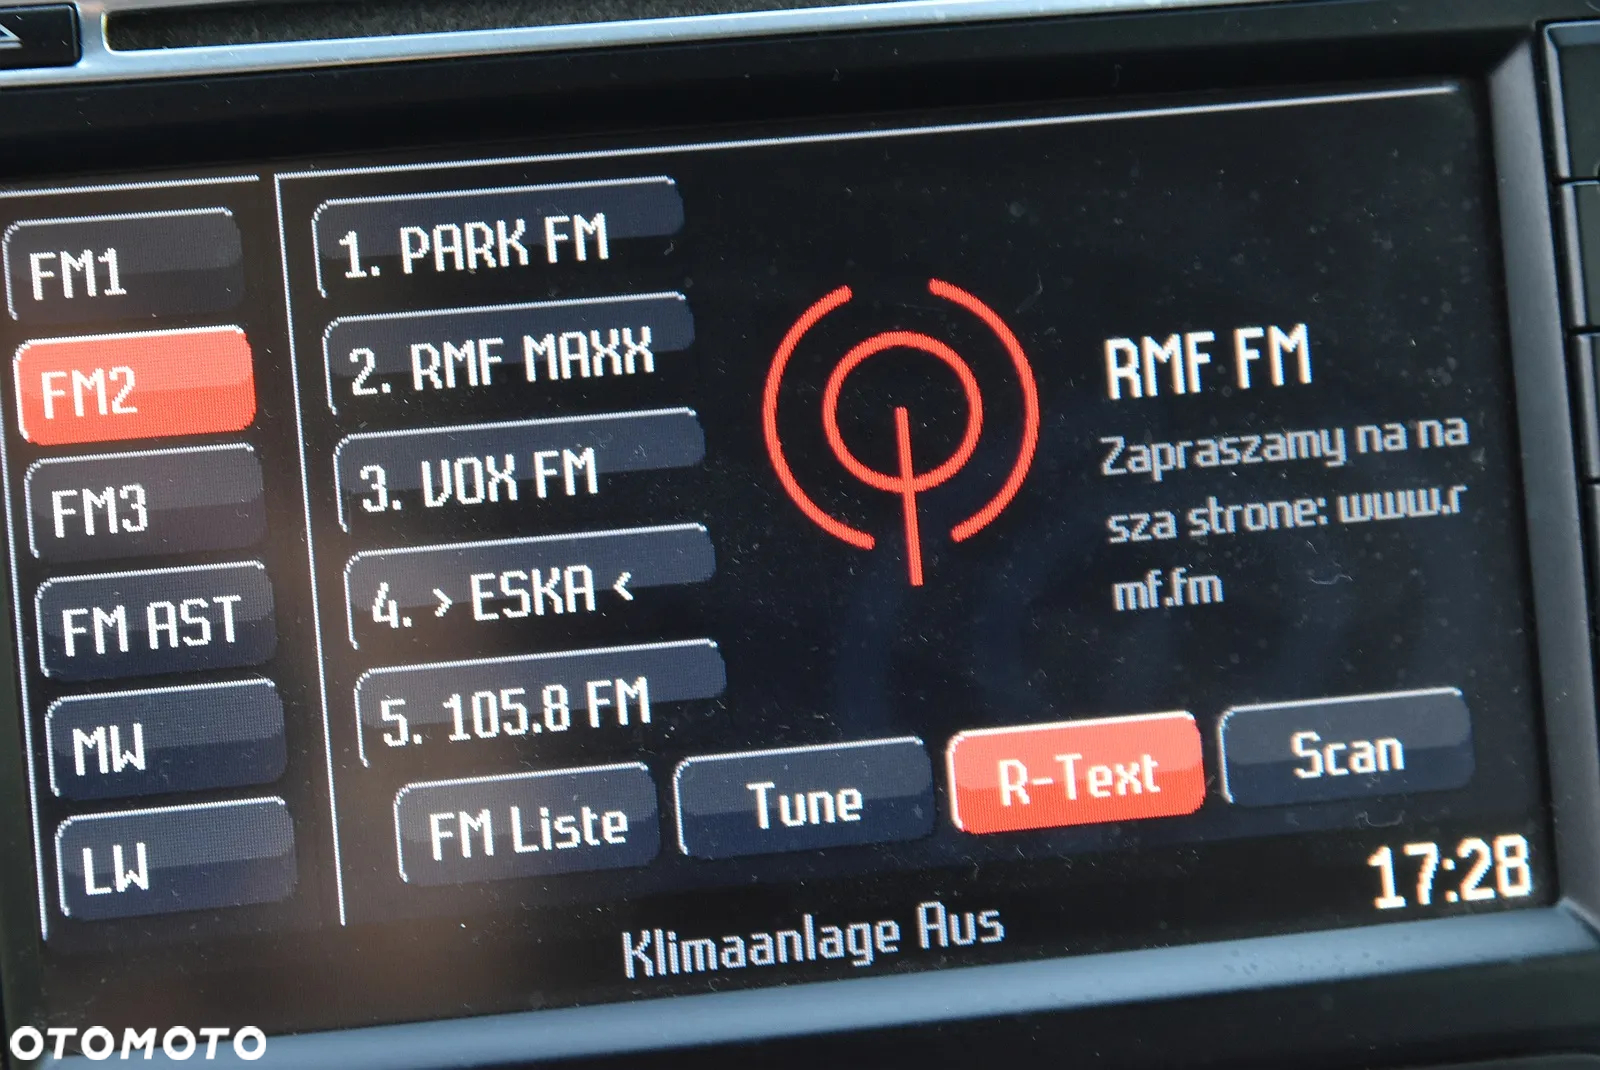 FM1
FM2
FM3
FM AST
MW
LW
1. PARK FM
2. RMF MAXX
3. VOX FM
4. > ESKA <
5. 105.8 FM
RMF FM
Zapraszamy na na
sza strone: www.r
mf.fm
FM Liste
Tune
R-Text
Scan
17:28
Klimaanlage Aus
OTOMOTO